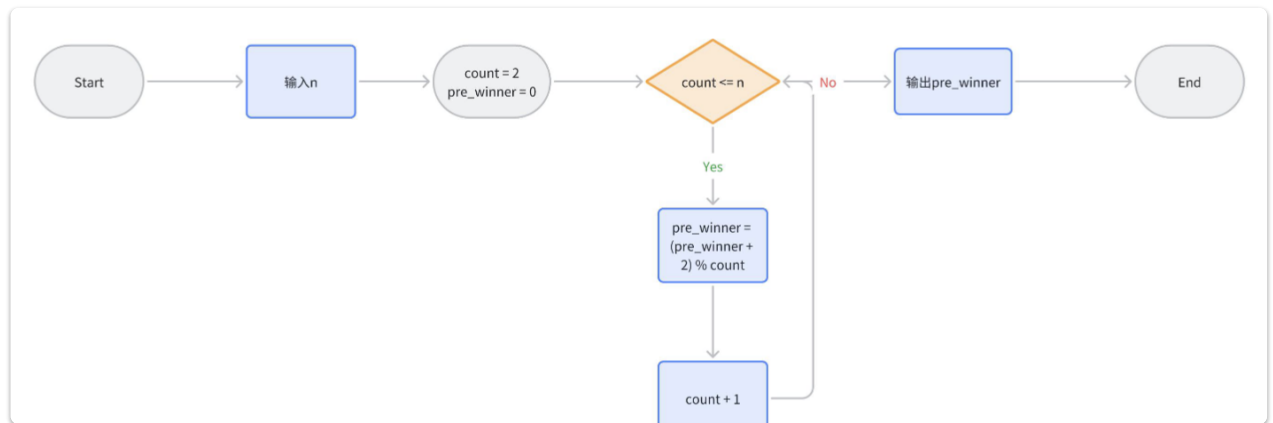 Start
输入n
count = 2
pre_winner = 0
count <= n
No
输出pre_winner
End
Yes
pre_winner =
(pre_winner +
2) % count
count + 1